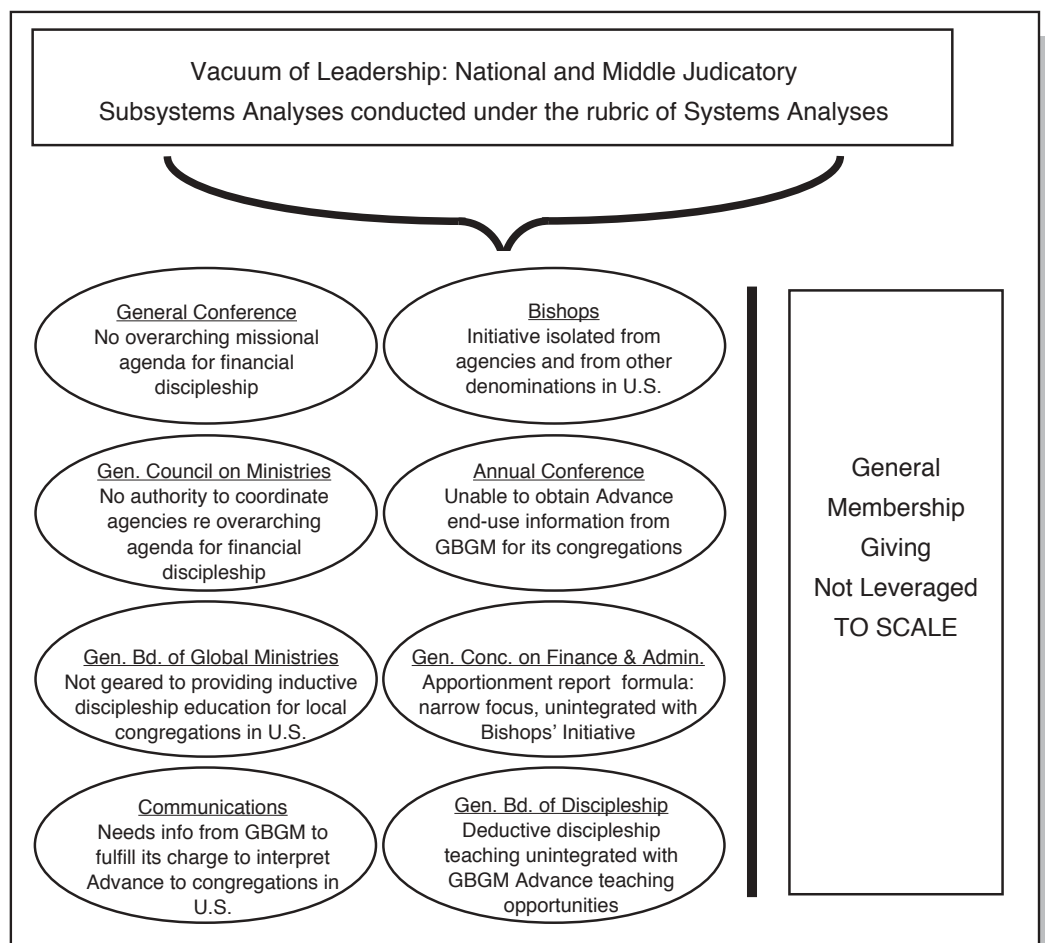 Vacuum of Leadership: National and Middle Judicatory
Subsystems Analyses conducted under the rubric of Systems Analyses
General Conference
No overarching missional
agenda for financial
discipleship
Bishops
Initiative isolated from
agencies and from other
denominations in U.S.
Gen. Council on Ministries
No authority to coordinate
agencies re overarching
agenda for financial
discipleship
Annual Conference
Unable to obtain Advance
end-use information from
GBGM for its congregations
Gen. Bd. of Global Ministries
Not geared to providing inductive
discipleship education for local
congregations in U.S.
Gen. Conc. on Finance & Admin.
Apportionment report formula:
narrow focus, unintegrated with
Bishops' Initiative
Communications
Needs info from GBGM to
fulfill its charge to interpret
Advance to congregations in
U.S.
Gen. Bd. of Discipleship
Deductive discipleship
teaching unintegrated with
GBGM Advance teaching
opportunities
General
Membership
Giving
Not Leveraged
TO SCALE